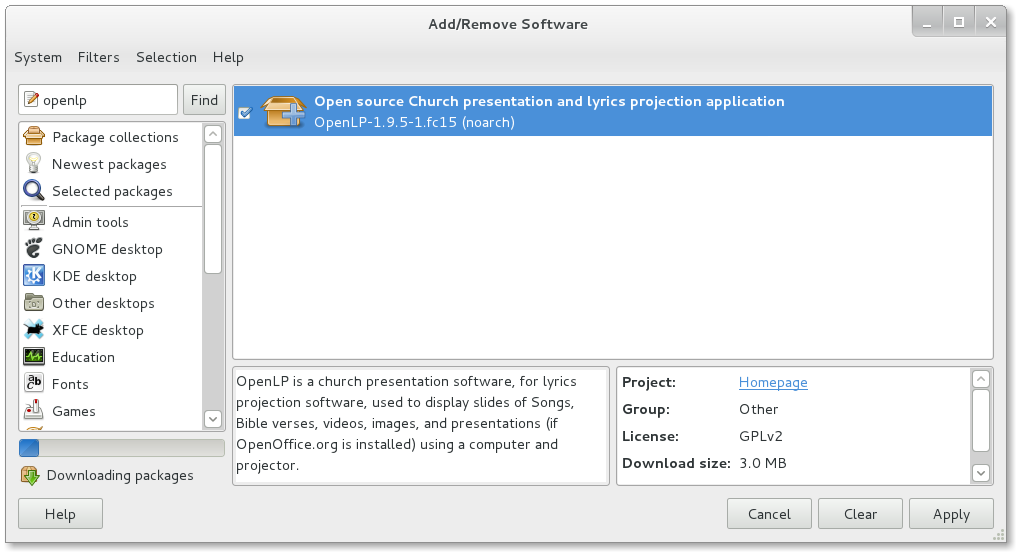 Add/Remove Software
System Filters Selection Help
openlp Find
Package collections
Newest packages
Selected packages
Admin tools
GNOME desktop
KDE desktop
Other desktops
XFCE desktop
Education
Fonts
Games
Downloading packages
Open source Church presentation and lyrics projection application
OpenLP-1.9.5-1.fc15 (noarch)
OpenLP is a church presentation software, for lyrics
projection software, used to display slides of Songs,
Bible verses, videos, images, and presentations (if
OpenOffice.org is installed) using a computer and
projector.
Project: Homepage
Group: Other
License: GPLv2
Download size: 3.0 MB
Help Cancel Clear Apply